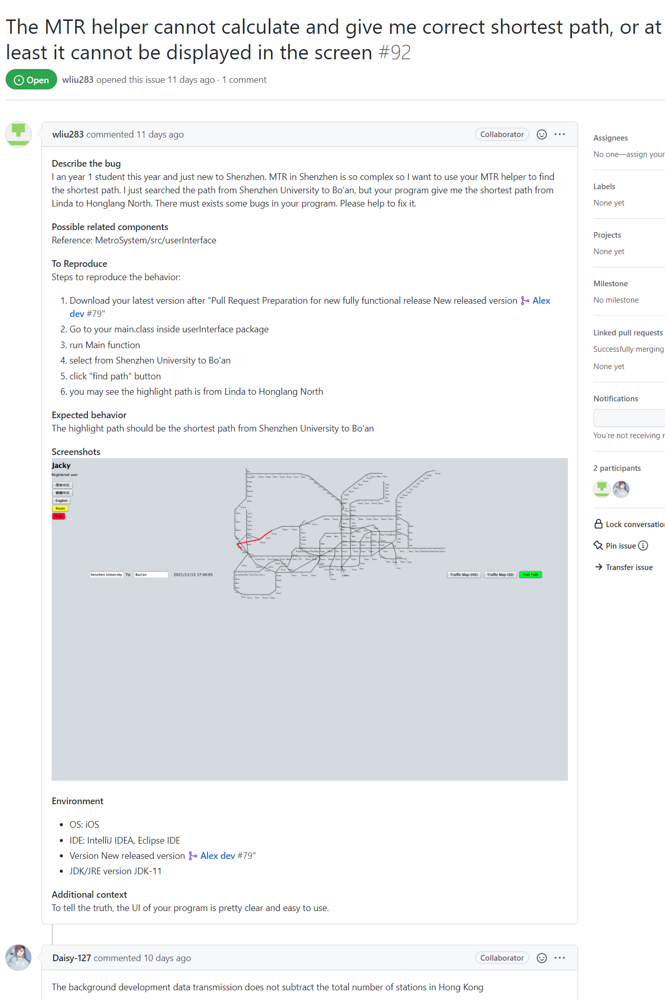 The MTR helper cannot calculate and give me correct shortest path, or at
least it cannot be displayed in the screen #92
Open wliu283 opened this issue 11 days ago · 1 comment
wliu283 commented 11 days ago Collaborator
Describe the bug
I an year 1 student this year and just new to Shenzhen. MTR in Shenzhen is so complex so I want to use your MTR helper to find
the shortest path. I just searched the path from Shenzhen University to Bo'an, but your program give me the shortest path from
Linda to Honglang North. There must exists some bugs in your program. Please help to fix it.
Possible related components
Reference: MetroSystem/src/userInterface
To Reproduce
Steps to reproduce the behavior:
1. Download your latest version after "Pull Request Preparation for new fully functional release New released version Alex
dev #79"
2. Go to your main.class inside userInterface package
3. run Main function
4. select from Shenzhen University to Bo'an
5. click "find path" button
6. you may see the highlight path is from Linda to Honglang North
Expected behavior
The highlight path should be the shortest path from Shenzhen University to Bo'an
Screenshots
Jacky
Registered user
简体中文
繁體中文
English
Reset
Exit
henzhen University To: Bao'an 2021/11/13 17:40:05 Traffic Map (HK) Traffic Map (SZ) Find Path
Environment
• OS: iOS
• IDE: IntelliJ IDEA, Eclipse IDE
• Version New released version Alex dev #79"
• JDK/JRE version JDK-11
Additional context
To tell the truth, the UI of your program is pretty clear and easy to use.
Daisy-127 commented 10 days ago Collaborator
The background development data transmission does not subtract the total number of stations in Hong Kong
Assignees
No one—assign your
Labels
None yet
Projects
None yet
Milestone
No milestone
Linked pull requests
Successfully merging
None yet
Notifications
You're not receiving
2 participants
Lock conversation
Pin issue
Transfer issue